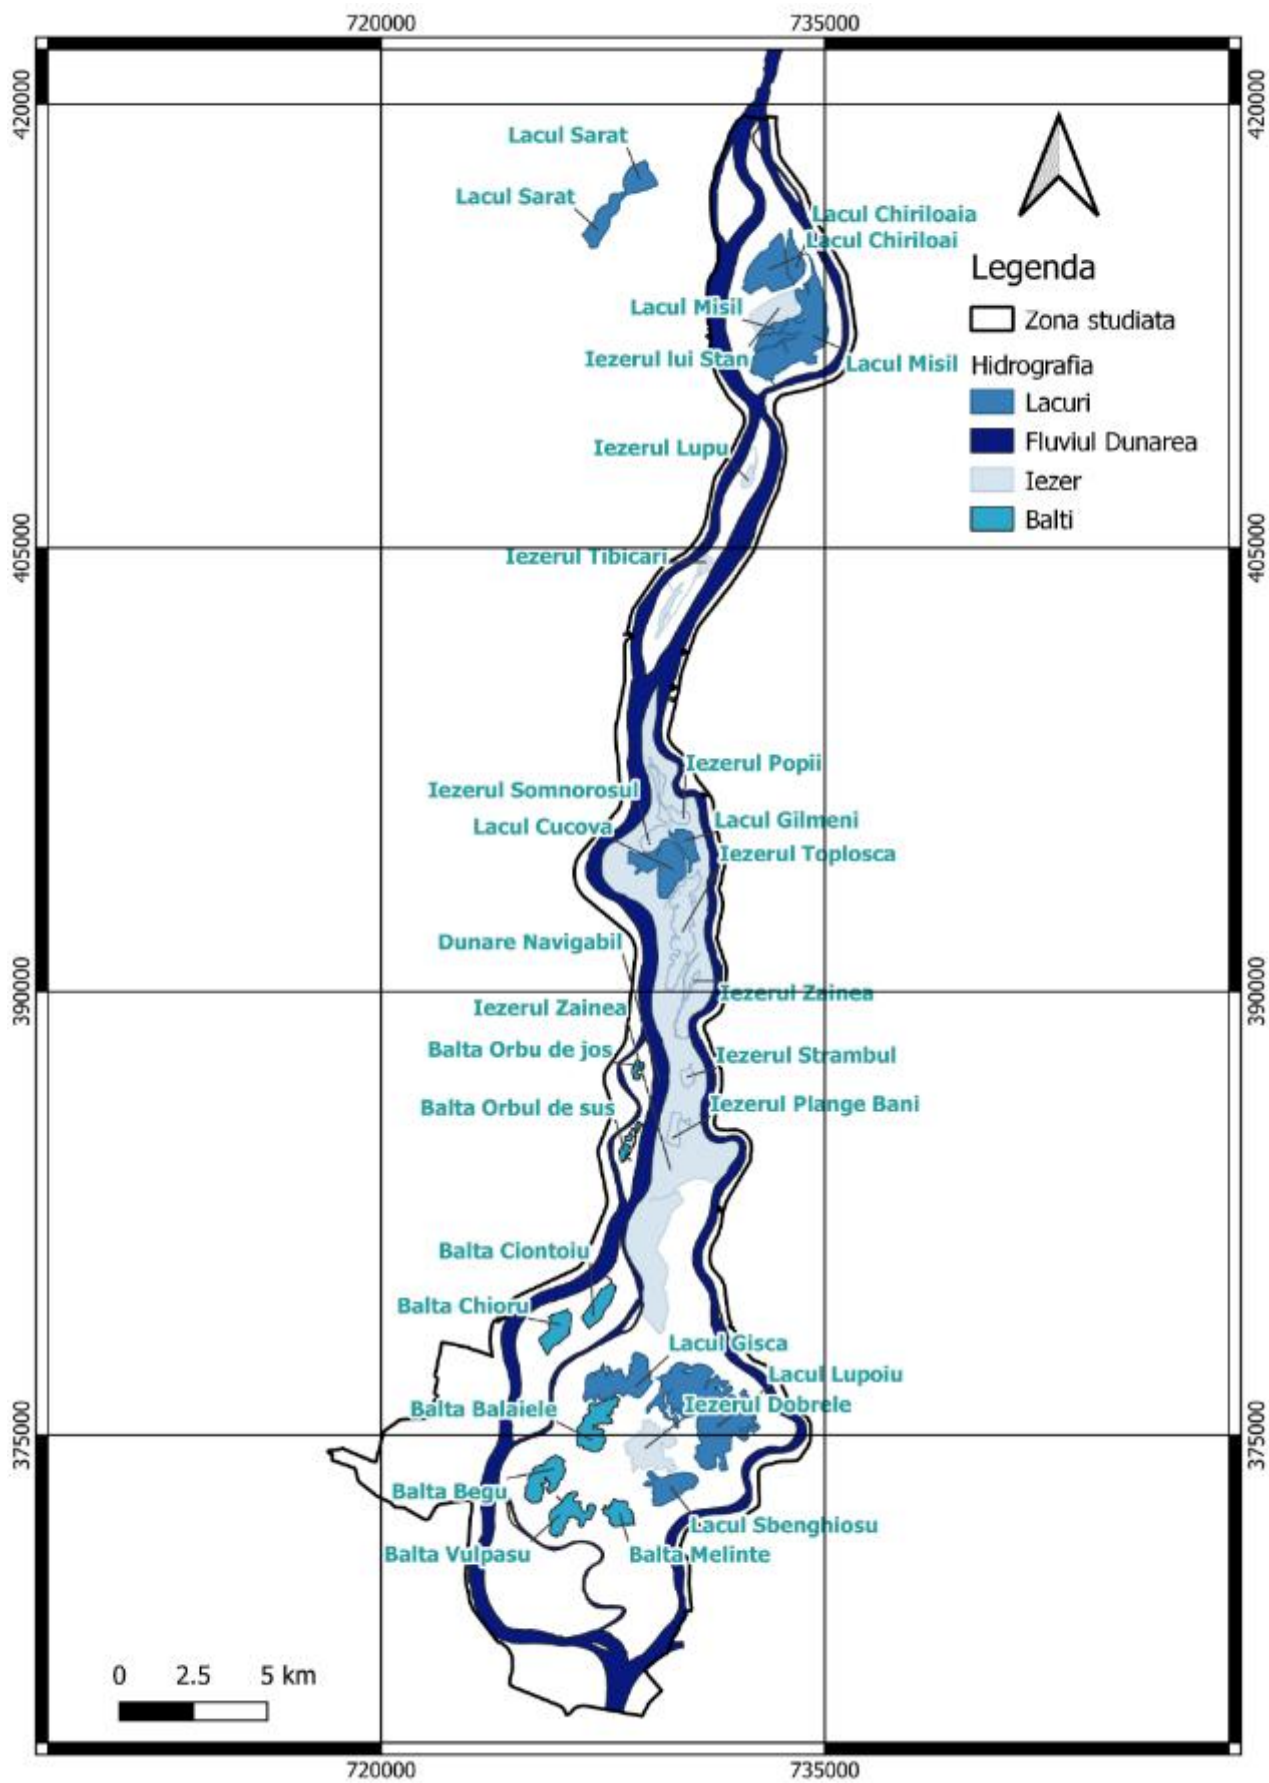 720000
735000
420000
420000
Lacul Sarat
Lacul Sarat
Lacul Chiriloaia
Lacul Chiriloai
Legenda
Zona studiata
Hidrografia
Lacuri
Fluviul Dunarea
Iezer
Balti
Lacul Misil
Iezerul lui Stan
Lacul Misil
Iezerul Lupu
405000
405000
Iezerul Tibicari
Iezerul Popii
Iezerul Somnorosul
Lacul Cucova
Lacul Gilmeni
Iezerul Toplosca
Dunare Navigabil
390000
390000
Iezerul Zainea
Iezerul Zainea
Balta Orbu de jos
Iezerul Strambul
Balta Orbul de sus
Iezerul Plange Bani
Balta Ciontoiu
Balta Chioru
Lacul Gisca
Lacul Lupoiu
Iezerul Dobrele
Balta Balaiele
375000
375000
Balta Begu
Lacul Sbenghiosu
Balta Vulpasu
Balta Melinte
0 2.5 5 km
720000
735000